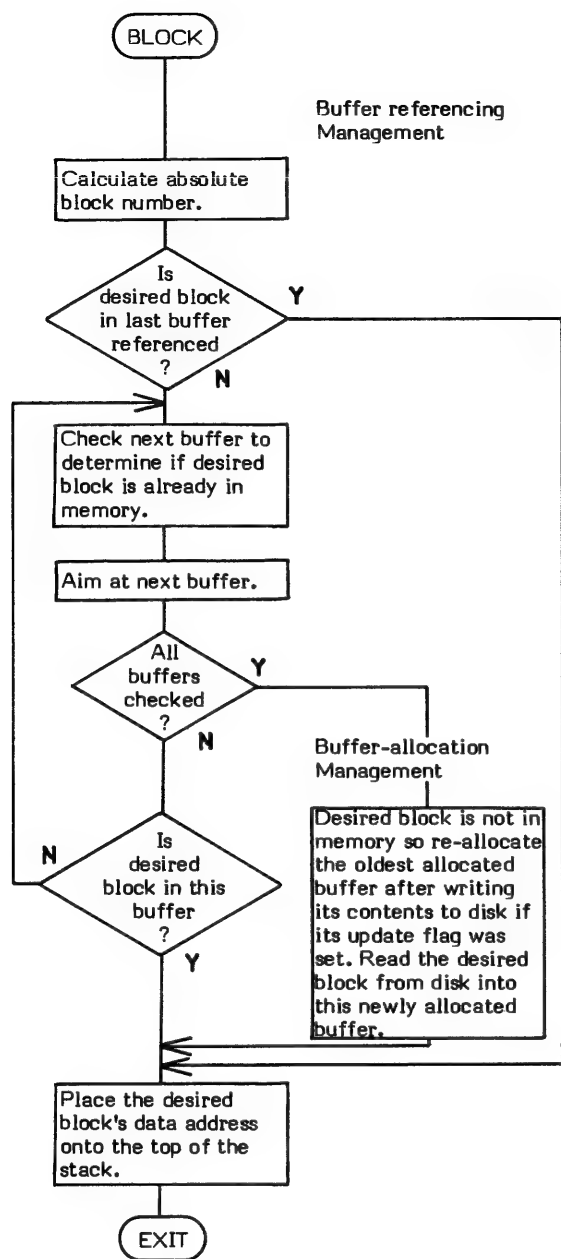 BLOCK
Buffer referencing
Management
Calculate absolute
block number.
Is
desired block
in last buffer
referenced
?
Y
N
Check next buffer to
determine if desired
block is already in
memory.
Aim at next buffer.
All
buffers
checked
?
Y
N
Buffer-allocation
Management
Desired block is not in
memory so re-allocate
the oldest allocated
buffer after writing
its contents to disk if
its update flag was
set. Read the desired
block from disk into
this newly allocated
buffer.
N
Is
desired
block in this
buffer
?
Y
Place the desired
block's data address
onto the top of the
stack.
EXIT